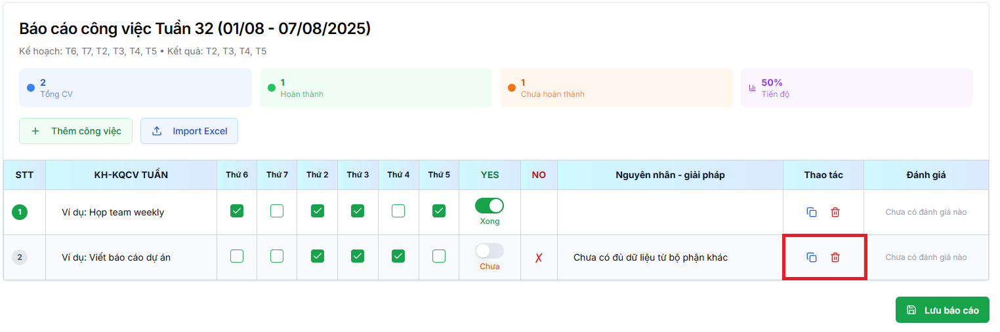 Báo cáo công việc Tuần 32 (01/08 - 07/08/2025)
Kế hoạch: T6, T7, T2, T3, T4, T5 • Kết quả: T2, T3, T4, T5
2
Tổng CV
1
Hoàn thành
1
Chưa hoàn thành
50%
Tiến độ
+ Thêm công việc
Import Excel
STT KH-KQCV TUẦN Thứ 6 Thứ 7 Thứ 2 Thứ 3 Thứ 4 Thứ 5 YES NO Nguyên nhân - giải pháp Thao tác Đánh giá
1 Ví dụ: Họp team weekly Chưa có đánh giá nào
Xong
2 Ví dụ: Viết báo cáo dự án ✗ Chưa có đủ dữ liệu từ bộ phận khác Chưa có đánh giá nào
Chưa
Lưu báo cáo